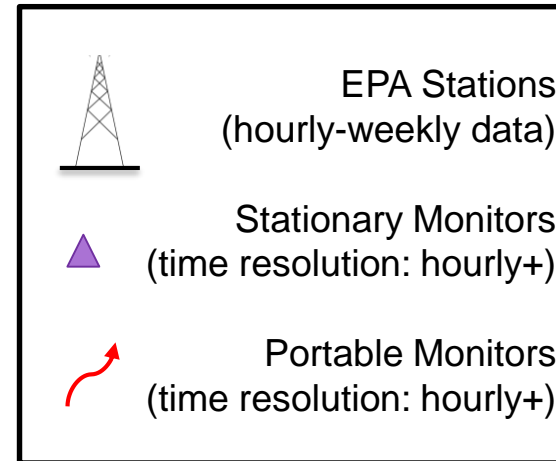 EPA Stations
(hourly-weekly data)
Stationary Monitors
(time resolution: hourly+)
Portable Monitors
(time resolution: hourly+)